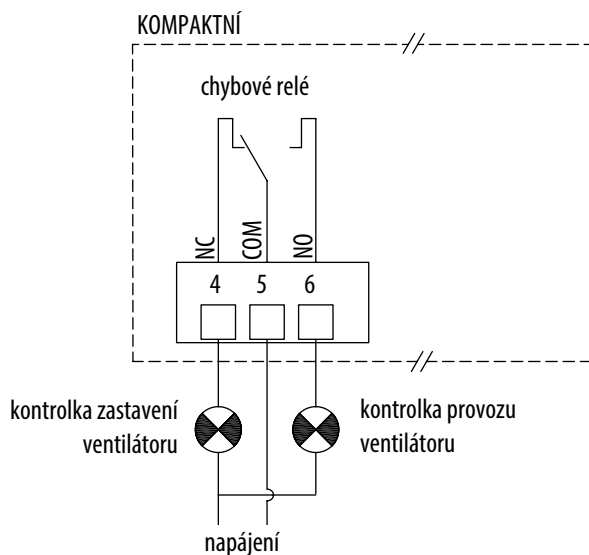 KOMPAKTNÍ
chybové relé
NC
COM
NO
4 5 6
kontrolka zastavení
ventilátoru
kontrolka provozu
ventilátoru
napájení